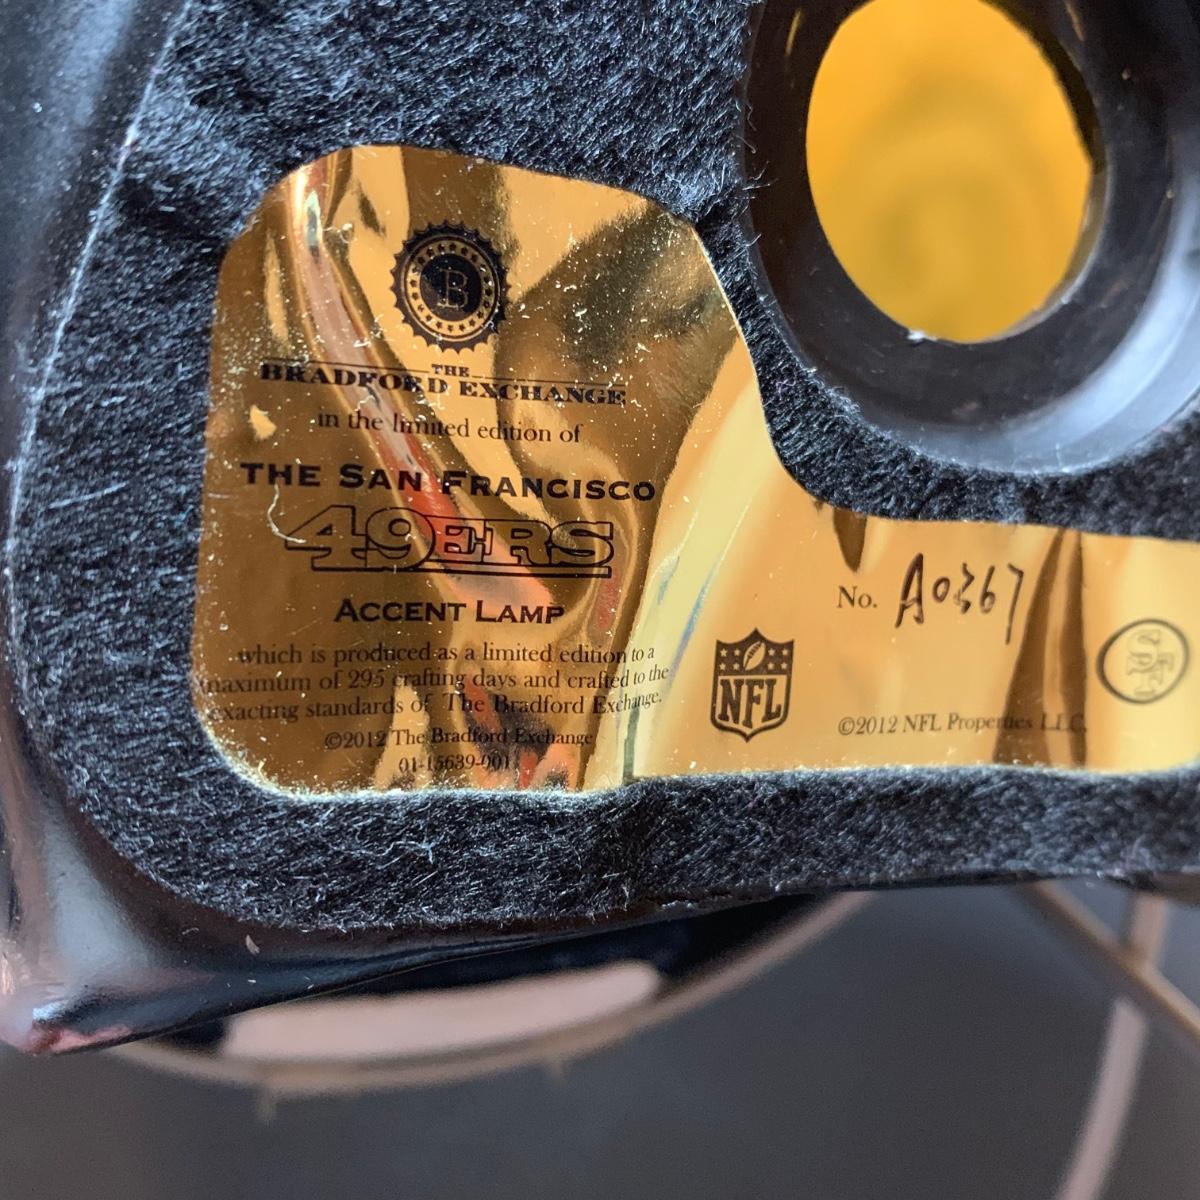 B
THE
BRADFORD EXCHANGE
in the limited edition of
THE SAN FRANCISCO
49ERS
ACCENT LAMP
which is produced as a limited edition to a
maximum of 295 crafting days and crafted to the
exacting standards of The Bradford Exchange.
©2012 The Bradford Exchange
01-15639-001
No. A0367
NFL
©2012 NFL Properties LLC.